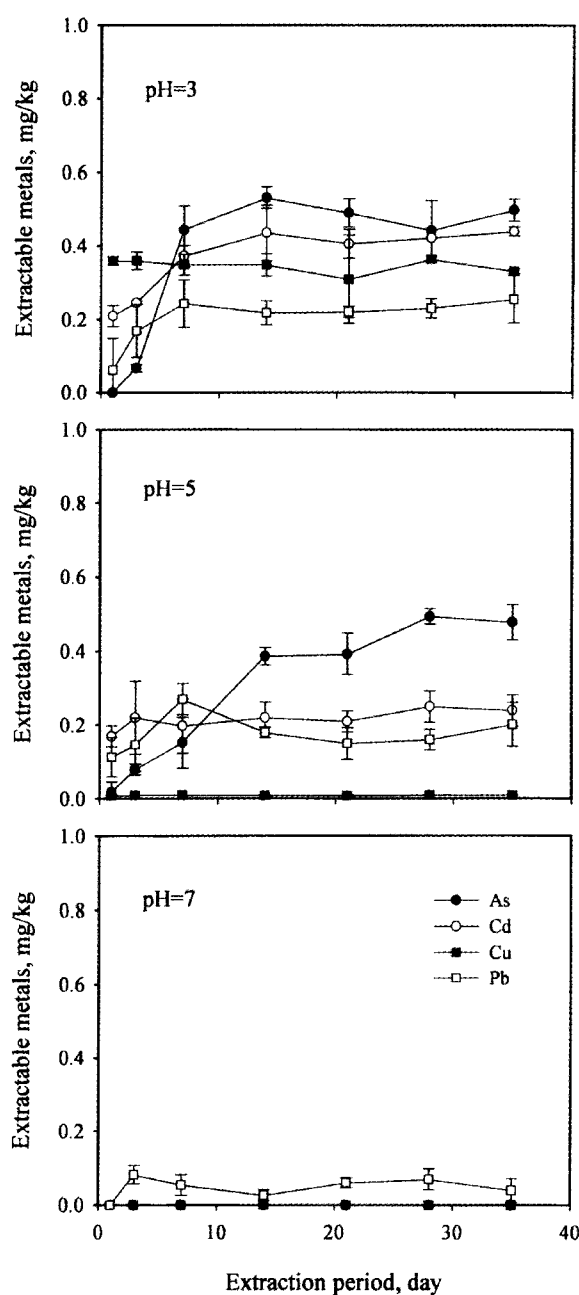 1.0
pH=3
0.8
0.6
0.4
0.2
0.0
Extractable metals, mg/kg
1.0
pH=5
0.8
0.6
0.4
0.2
0.0
Extractable metals, mg/kg
1.0
pH=7
0.8
0.6
0.4
0.2
0.0
Extractable metals, mg/kg
As
Cd
Cu
Pb
0 10 20 30 40
Extraction period, day